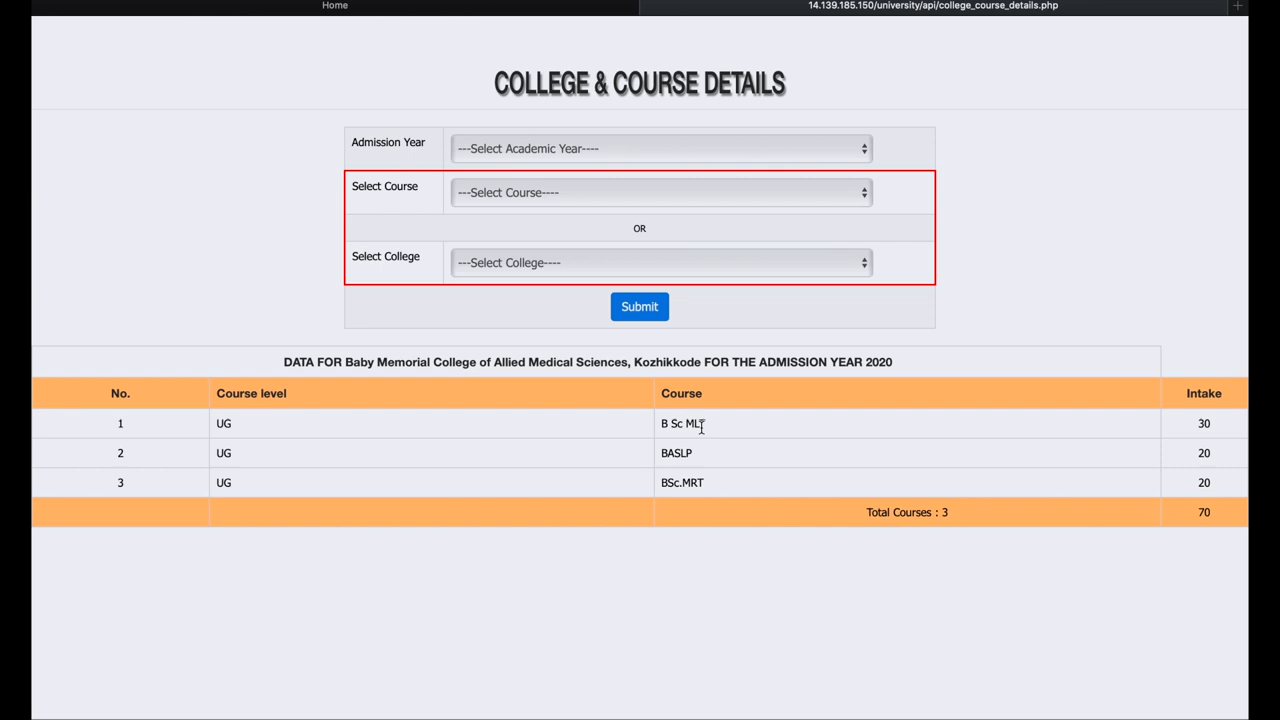 Home 14.139.185.150/university/api/college_course_details.php
COLLEGE & COURSE DETAILS
Admission Year ---Select Academic Year----
Select Course ---Select Course----
OR
Select College ---Select College----
Submit
DATA FOR Baby Memorial College of Allied Medical Sciences, Kozhikkode FOR THE ADMISSION YEAR 2020
No. Course level Course Intake
1 UG B Sc MLT 30
2 UG BASLP 20
3 UG BSc.MRT 20
Total Courses : 3 70